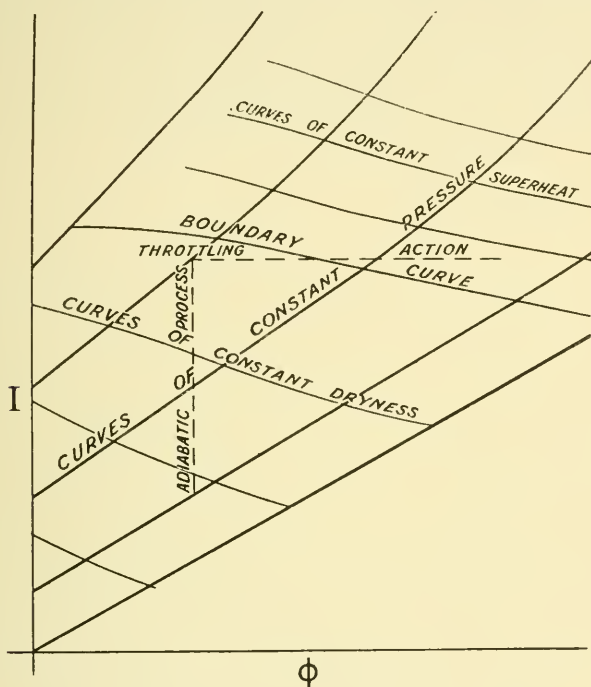 CURVES OF CONSTANT SUPERHEAT
CURVES OF CONSTANT PRESSURE
BOUNDARY CURVE
THROTTLING ACTION
ADIABATIC PROCESS
CURVES OF CONSTANT DRYNESS
I
Φ